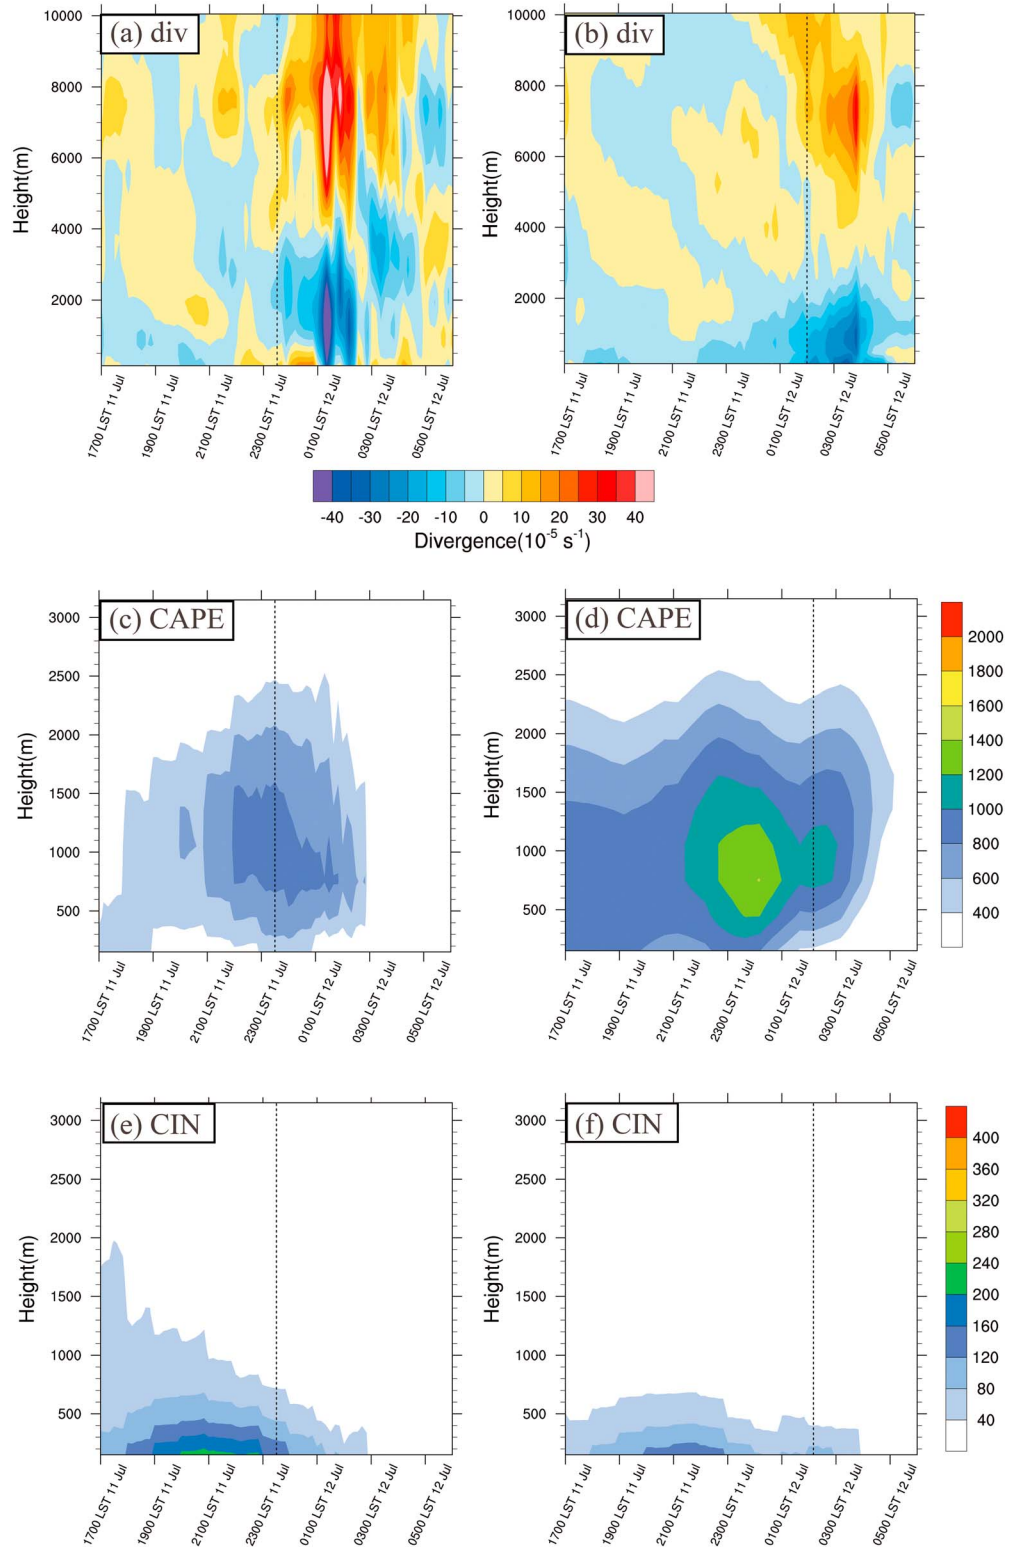 (a) div
(b) div
10000
8000
6000
4000
2000
Height(m)
1700 LST 11 Jul
1900 LST 11 Jul
2100 LST 11 Jul
2300 LST 11 Jul
0100 LST 12 Jul
0300 LST 12 Jul
0500 LST 12 Jul
10000
8000
6000
4000
2000
Height(m)
1700 LST 11 Jul
1900 LST 11 Jul
2100 LST 11 Jul
2300 LST 11 Jul
0100 LST 12 Jul
0300 LST 12 Jul
0500 LST 12 Jul
-40 -30 -20 -10 0 10 20 30 40
Divergence(10⁻⁵ s⁻¹)
(c) CAPE
(d) CAPE
3000
2500
2000
1500
1000
500
Height(m)
1700 LST 11 Jul
1900 LST 11 Jul
2100 LST 11 Jul
2300 LST 11 Jul
0100 LST 12 Jul
0300 LST 12 Jul
0500 LST 12 Jul
3000
2500
2000
1500
1000
500
Height(m)
1700 LST 11 Jul
1900 LST 11 Jul
2100 LST 11 Jul
2300 LST 11 Jul
0100 LST 12 Jul
0300 LST 12 Jul
0500 LST 12 Jul
2000
1800
1600
1400
1200
1000
800
600
400
(e) CIN
(f) CIN
3000
2500
2000
1500
1000
500
Height(m)
1700 LST 11 Jul
1900 LST 11 Jul
2100 LST 11 Jul
2300 LST 11 Jul
0100 LST 12 Jul
0300 LST 12 Jul
0500 LST 12 Jul
3000
2500
2000
1500
1000
500
Height(m)
1700 LST 11 Jul
1900 LST 11 Jul
2100 LST 11 Jul
2300 LST 11 Jul
0100 LST 12 Jul
0300 LST 12 Jul
0500 LST 12 Jul
400
360
320
280
240
200
160
120
80
40